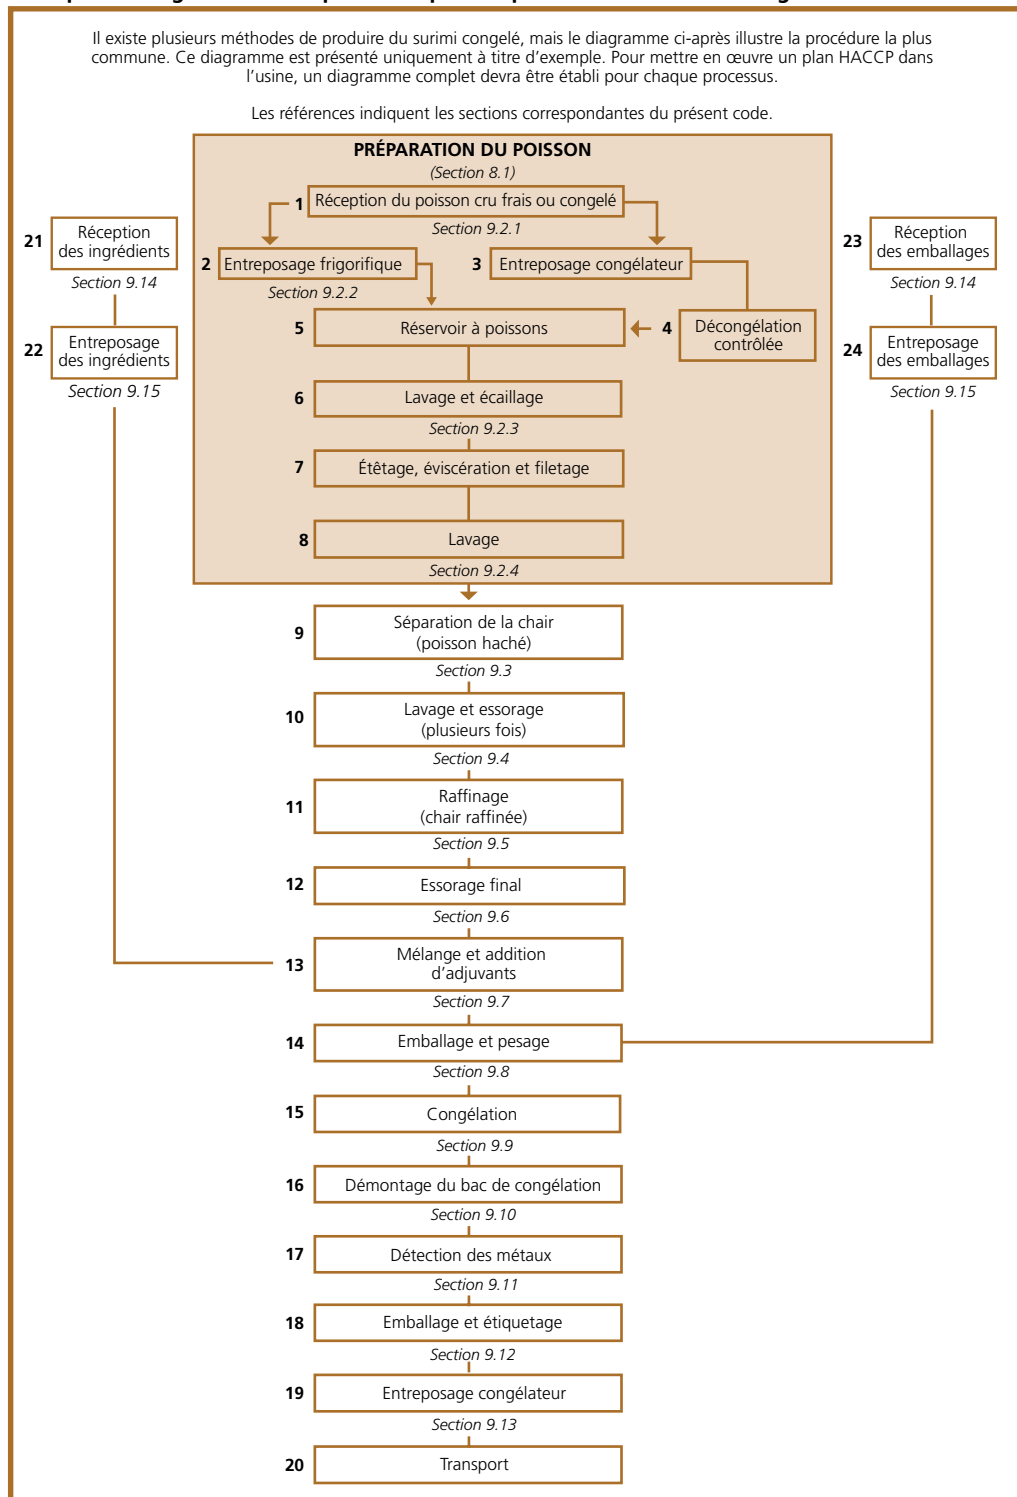 Il existe plusieurs méthodes de produire du surimi congelé, mais le diagramme ci-après illustre la procédure la plus
commune. Ce diagramme est présenté uniquement à titre d’exemple. Pour mettre en œuvre un plan HACCP dans
l’usine, un diagramme complet devra être établi pour chaque processus.
Les références indiquent les sections correspondantes du présent code.
PRÉPARATION DU POISSON
(Section 8.1)
1 Réception du poisson cru frais ou congelé
Section 9.2.1
21 Réception
des ingrédients
Section 9.14
23 Réception
des emballages
Section 9.14
2 Entreposage frigorifique
Section 9.2.2
3 Entreposage congélateur
22 Entreposage
des ingrédients
Section 9.15
5 Réservoir à poissons
4 Décongélation
contrôlée
24 Entreposage
des emballages
Section 9.15
6 Lavage et écaillage
Section 9.2.3
7 Étêtage, éviscération et filetage
8 Lavage
Section 9.2.4
9 Séparation de la chair
(poisson haché)
Section 9.3
10 Lavage et essorage
(plusieurs fois)
Section 9.4
11 Raffinage
(chair raffinée)
Section 9.5
12 Essorage final
Section 9.6
13 Mélange et addition
d’adjuvants
Section 9.7
14 Emballage et pesage
Section 9.8
15 Congélation
Section 9.9
16 Démontage du bac de congélation
Section 9.10
17 Détection des métaux
Section 9.11
18 Emballage et étiquetage
Section 9.12
19 Entreposage congélateur
Section 9.13
20 Transport